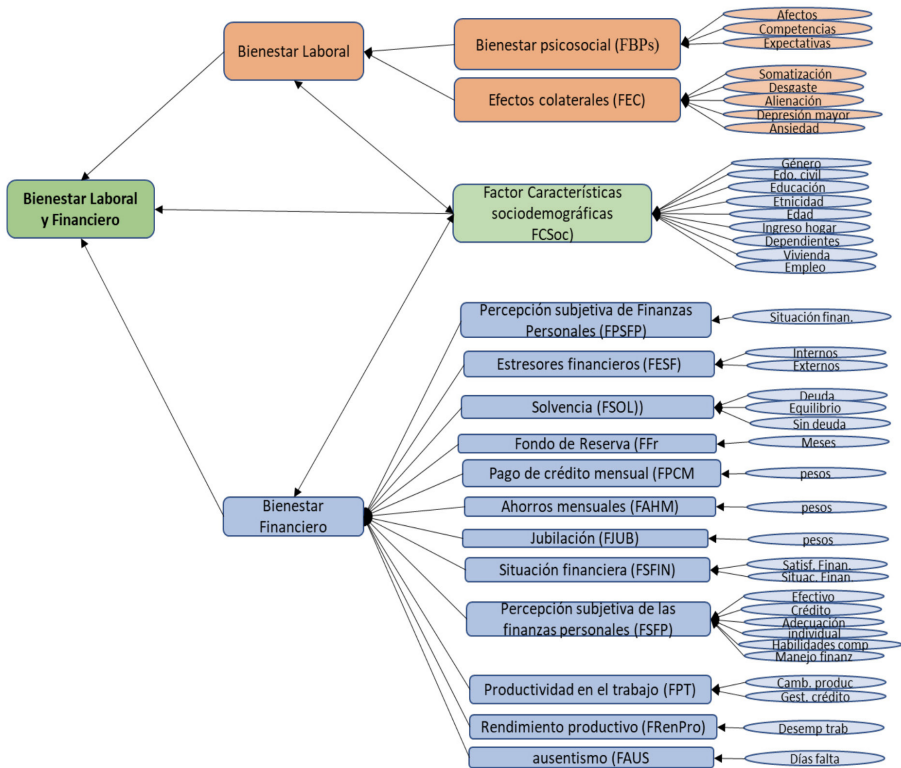 Afectos
Competencias
Expectativas
Bienestar Laboral
Bienestar psicosocial (FBPs)
Somatización
Desgaste
Alienación
Depresión mayor
Ansiedad
Efectos colaterales (FEC)
Bienestar Laboral
y Financiero
Factor Características
sociodemográficas
FCSoc)
Género
Edo. civil
Educación
Etnicidad
Edad
Ingreso hogar
Dependientes
Vivienda
Empleo
Percepción subjetiva de Finanzas
Personales (FPSFP)
Situación finan.
Estresores financieros (FESF)
Internos
Externos
Solvencia (FSOL))
Deuda
Equilibrio
Sin deuda
Fondo de Reserva (FFr
Meses
Pago de crédito mensual (FPCM
pesos
Bienestar
Financiero
Ahorros mensuales (FAHM)
pesos
Jubilación (FJUB)
pesos
Situación financiera (FSFIN)
Satisf. Finan.
Situac. Finan.
Percepción subjetiva de las
finanzas personales (FSFP)
Efectivo
Crédito
Adecuación
individual
Habilidades comp
Manejo finanz
Productividad en el trabajo (FPT)
Camb. produc
Gest. crédito
Rendimiento productivo (FRenPro)
Desemp trab
ausentismo (FAUS
Días falta